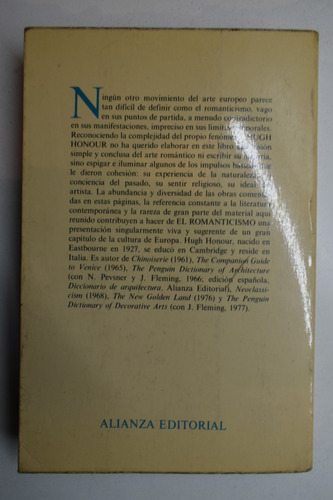 Ningún otro movimiento del arte europeo parece
tan difícil de definir como el romanticismo, vago
en sus puntos de partida, a menudo contradictorio
en sus manifestaciones, impreciso en sus límites
Reconociendo la complejidad del propio HUGH
HONOUR no ha querido elaborar en este libro
simple y conclusa del arte romántico ni escribir su
sino espigar e iluminar algunos de los impulsos que
le dieron cohesión: su experiencia de la naturaleza,
conciencia del pasado, su sentir religioso, su ideal
artista. La abundancia y diversidad de las obras
das en estas páginas, la referencia constante a la literatura
contemporánea y la rareza de gran parte del material aquí
reunido contribuyen a hacer de EL ROMANTICISMO una
presentación singularmente viva y sugerente de un gran
capítulo de la cultura de Europa. Hugh Honour, nacido en
Eastbourne en 1927, se educó en Cambridge y reside en
Italia. Es autor de Chinoiserie (1961), The Companion Guide
to Venice (1965), The Penguin Dictionary of Architecture
(con N. Pevsner y J. Fleming, 1966; edición española,
Diccionario de arquitectura, Alianza Editorial), Neoclassi-
cism (1968), The New Golden Land (1976) y The Penguin
Dictionary of Decorative Arts (con J. Fleming, 1977).
ALIANZA EDITORIAL